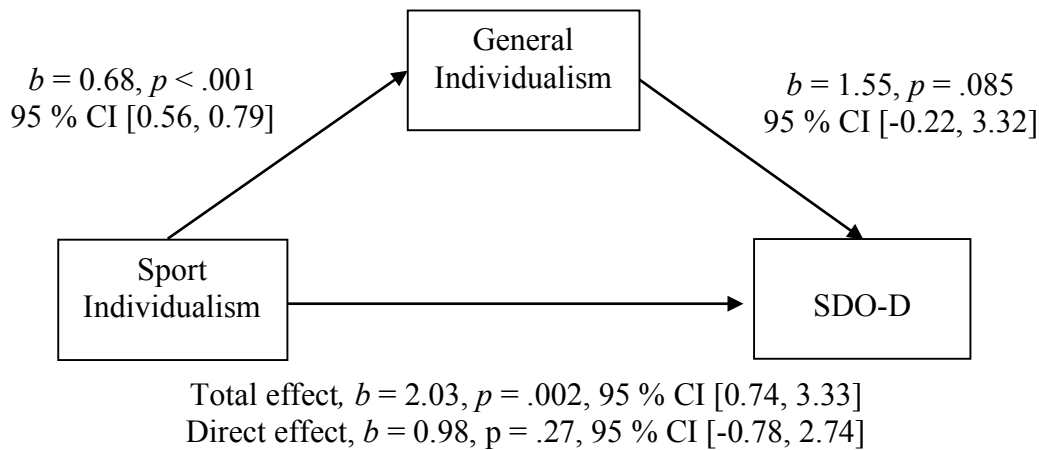 General
Individualism
b = 0.68, p < .001
95 % CI [0.56, 0.79]
b = 1.55, p = .085
95 % CI [-0.22, 3.32]
Sport
Individualism
SDO-D
Total effect, b = 2.03, p = .002, 95 % CI [0.74, 3.33]
Direct effect, b = 0.98, p = .27, 95 % CI [-0.78, 2.74]